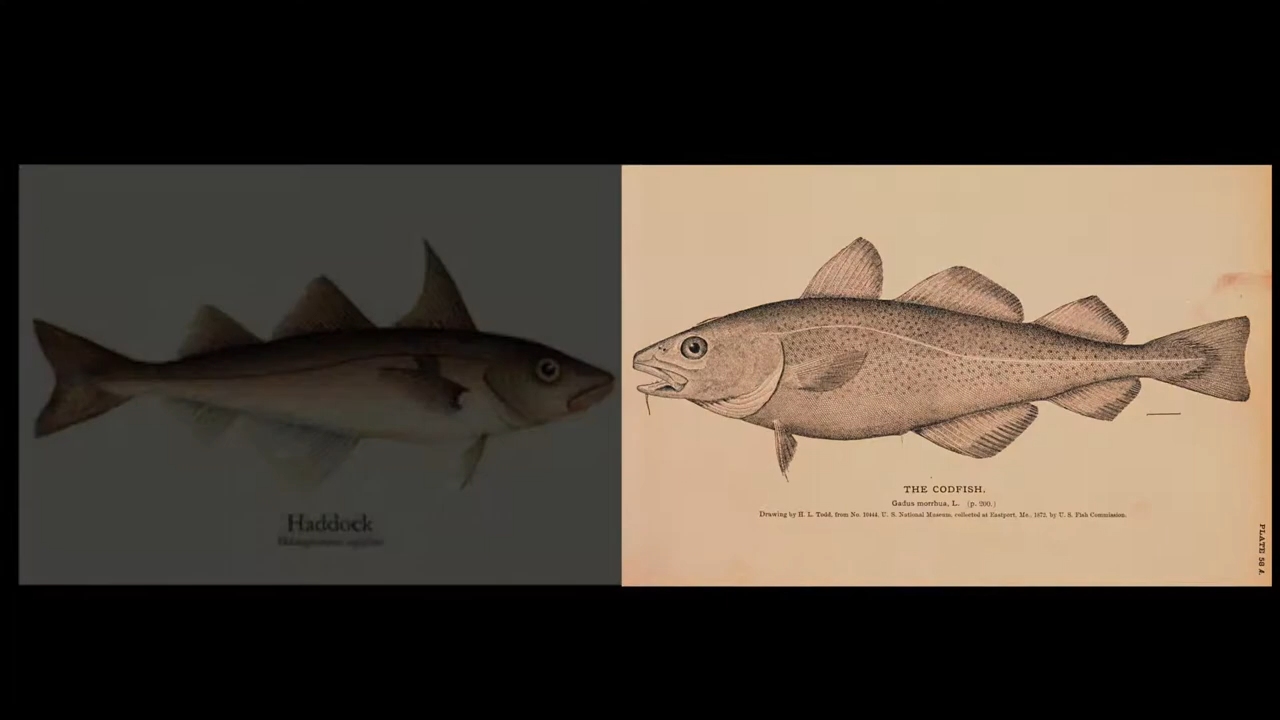 Haddock
THE CODFISH.
Gadus morrhua, L. (p. 200.)
Drawing by H. L. Todd, from No. 10444, U. S. National Museum, collected at Eastport, Me., 1872, by U. S. Fish Commission.
PLATE 58 A.